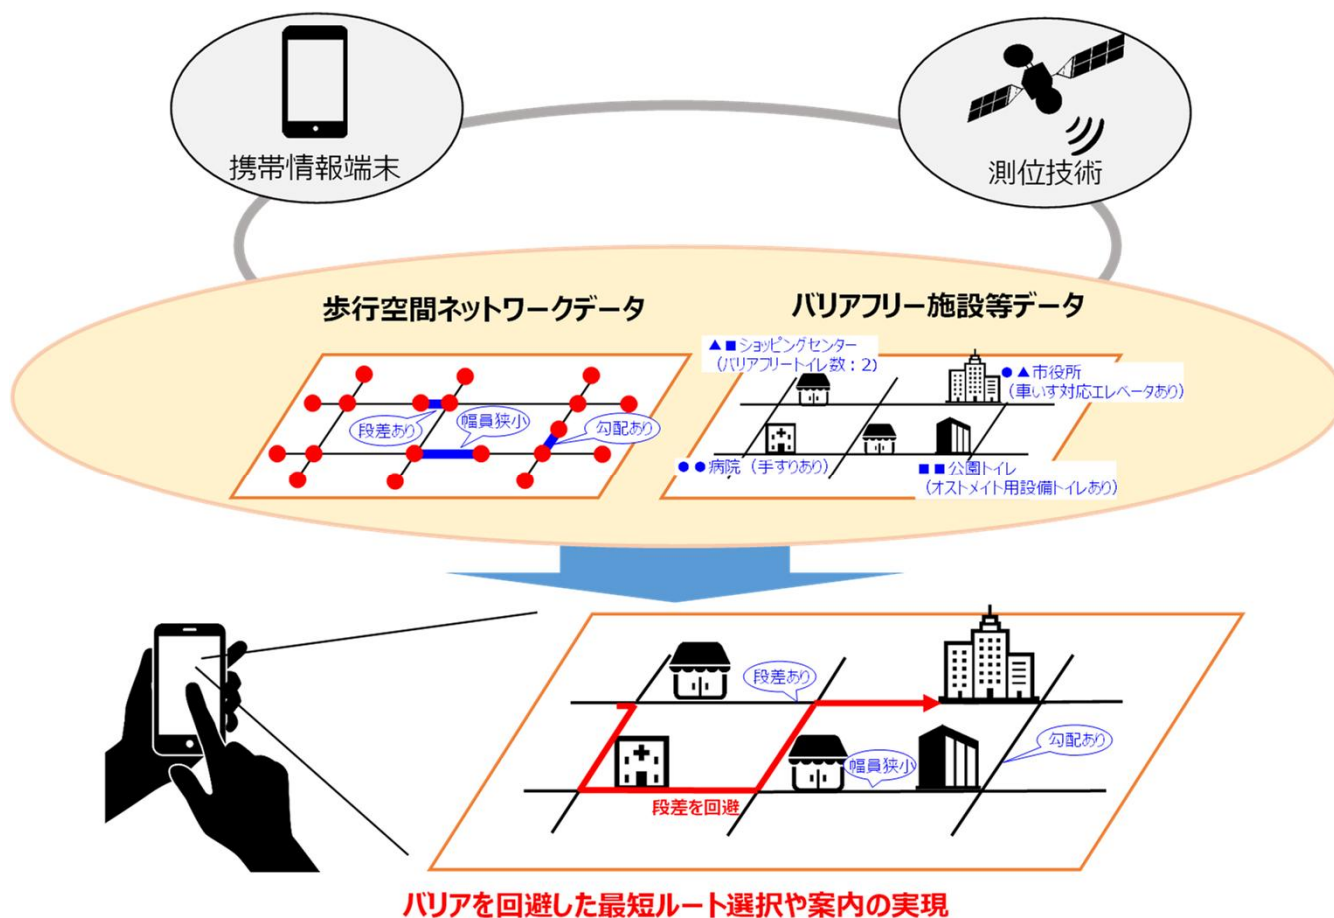 携帯情報端末
測位技術
歩行空間ネットワークデータ
バリアフリー施設等データ
段差あり
幅員狭小
勾配あり
▲■ショッピングセンター
（バリアフリートイレ数：2）
●▲市役所
（車いす対応エレベータあり）
●●病院（手すりあり）
■■公園トイレ
（オストメイト用設備トイレあり）
段差あり
勾配あり
幅員狭小
段差を回避
バリアを回避した最短ルート選択や案内の実現